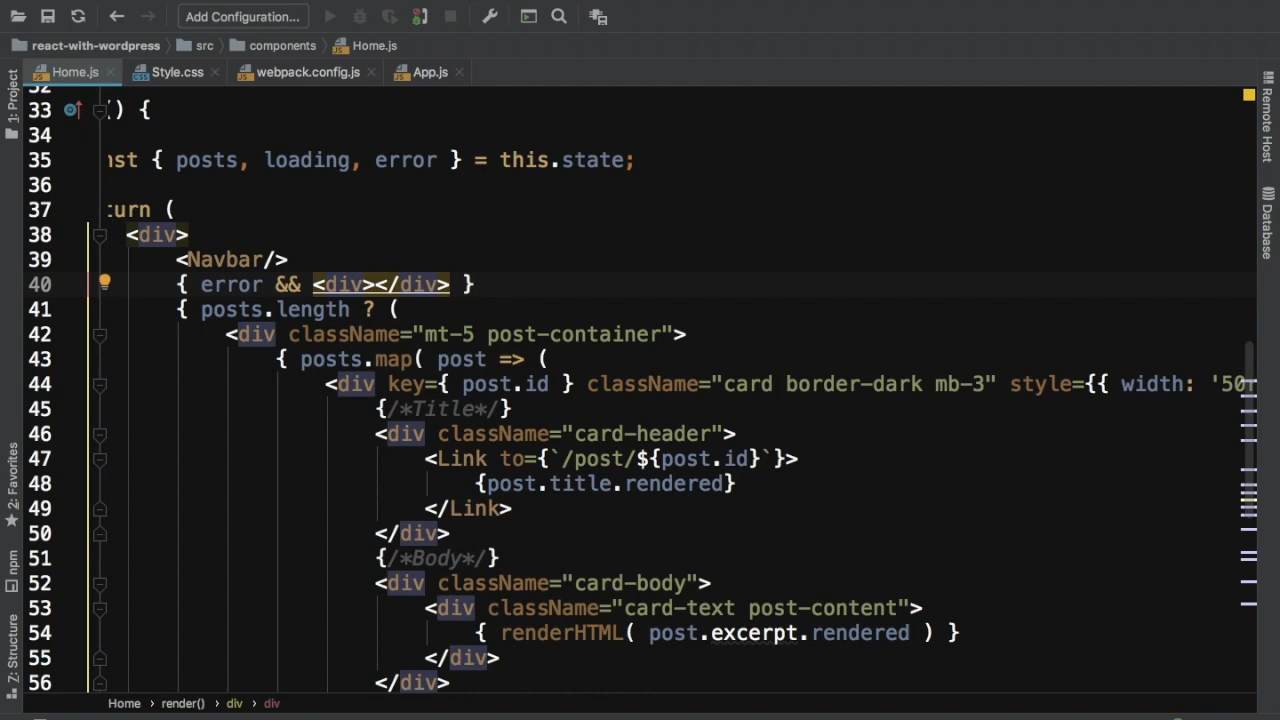 Add Configuration...
react-with-wordpress src components Home.js
Home.js Style.css webpack.config.js App.js
1: Project
2: Favorites
npm
Z: Structure
Remote Host
Database
32
33 () {
34
35 nst { posts, loading, error } = this.state;
36
37 turn (
38 <div>
39 <Navbar/>
40 { error && <div></div> }
41 { posts.length ? (
42 <div className="mt-5 post-container">
43 { posts.map( post => (
44 <div key={ post.id } className="card border-dark mb-3" style={{ width: '50
45 {/*Title*/}
46 <div className="card-header">
47 <Link to={`/post/${post.id}`}>
48 {post.title.rendered}
49 </Link>
50 </div>
51 {/*Body*/}
52 <div className="card-body">
53 <div className="card-text post-content">
54 { renderHTML( post.excerpt.rendered ) }
55 </div>
56 </div>
Home render() div div